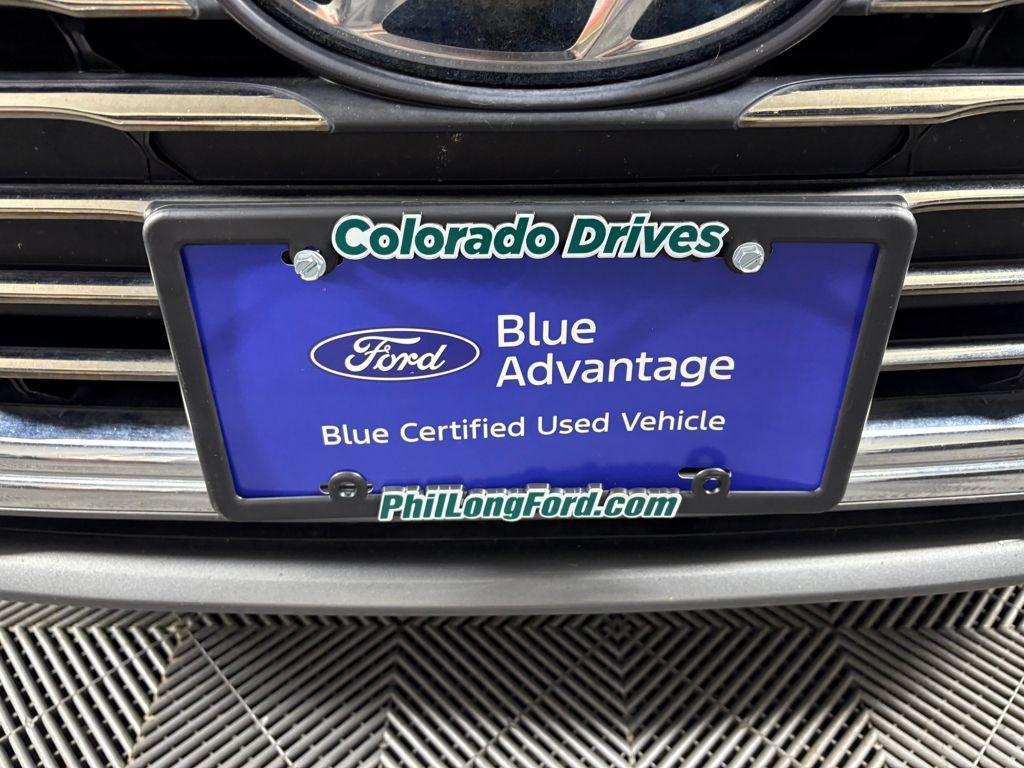 Colorado Drives
Ford
Blue
Advantage
Blue Certified Used Vehicle
PhilLongFord.com